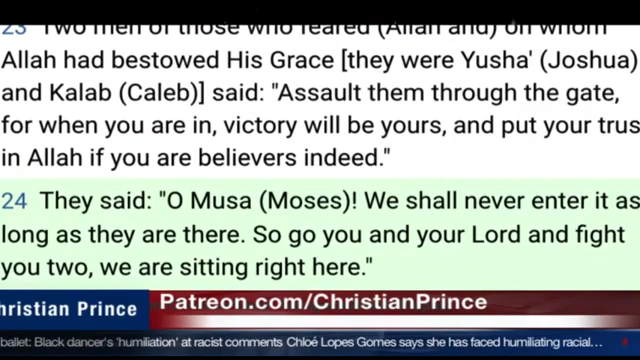 23 Two men of those who feared (Allah and) on whom
Allah had bestowed His Grace [they were Yusha' (Joshua)
and Kalab (Caleb)] said: "Assault them through the gate,
for when you are in, victory will be yours, and put your trus
in Allah if you are believers indeed."
24 They said: "O Musa (Moses)! We shall never enter it as
long as they are there. So go you and your Lord and fight
you two, we are sitting right here."
hristian Prince
Patreon.com/ChristianPrince
ballet: Black dancer's 'humiliation' at racist comments Chloé Lopes Gomes says she has faced humiliating racial...